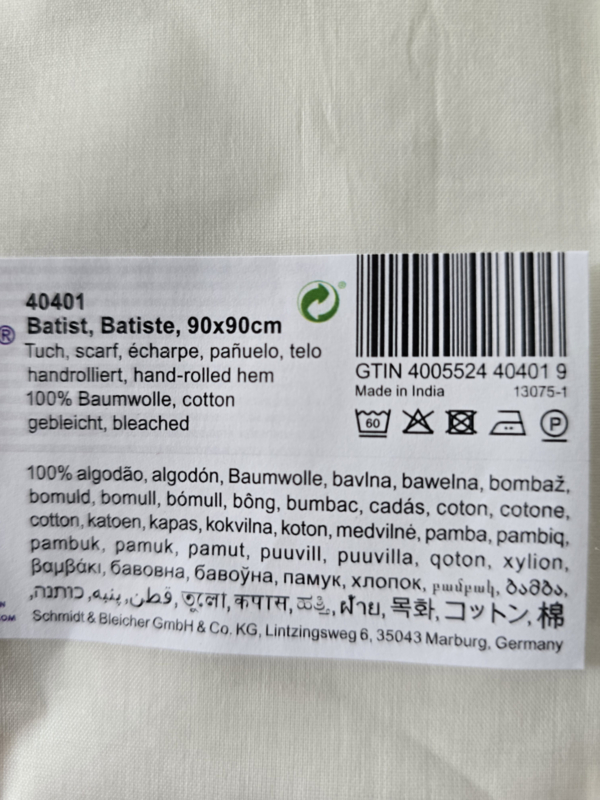 40401
Batist, Batiste, 90x90cm
Tuch, scarf, écharpe, pañuelo, telo
handrolliert, hand-rolled hem
100% Baumwolle, cotton
gebleicht, bleached
®
GTIN 4005524 40401 9
Made in India 13075-1
60
P
100% algodão, algodón, Baumwolle, bavlna, bawelna, bombaž,
bomuld, bomull, bómull, bông, bumbac, cadás, coton, cotone,
cotton, katoen, kapas, kokvilna, koton, medvilnė, pamba, pambiq,
pambuk, pamuk, pamut, puuvill, puuvilla, qoton, xylion,
βαμβάκι, бавовна, бавоўна, памук, хлопок, բամբակ, ბამბა,
כותנה, پنبه, قطن, তুলো, कपास, ಹತ್ತಿ, ฝ้าย, 목화, コットン, 棉
Schmidt & Bleicher GmbH & Co. KG, Lintzingsweg 6, 35043 Marburg, Germany